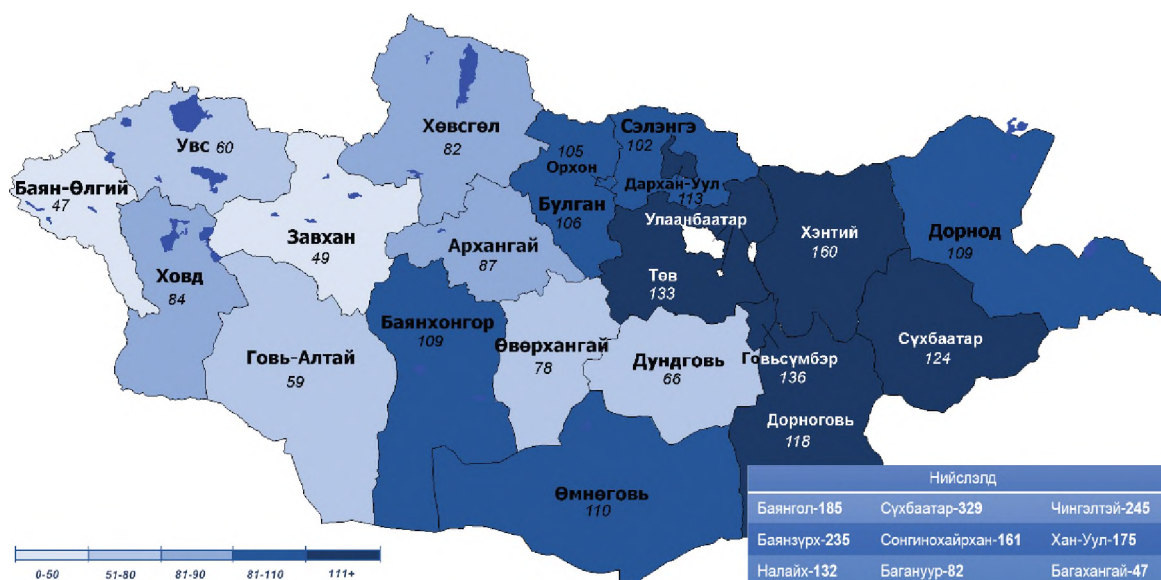 Хөвсгөл
82
Увс 60
Баян-Өлгий
47
Завхан
49
Ховд
84
Говь-Алтай
59
Архангай
87
105
Орхон
Булган
106
Сэлэнгэ
102
Дархан-Уул
113
Улаанбаатар
Төв
133
Хэнтий
160
Дорнод
109
Сүхбаатар
124
Баянхонгор
109
Өвөрхангай
78
Дундговь
66
Говьсүмбэр
136
Дорноговь
118
Өмнөговь
110
0-50 51-80 81-90 81-110 111+
Нийслэлд
Баянгол-185 Сүхбаатар-329 Чингэлтэй-245
Баянзүрх-235 Сонгинохайрхан-161 Хан-Уул-175
Налайх-132 Багануур-82 Багахангай-47